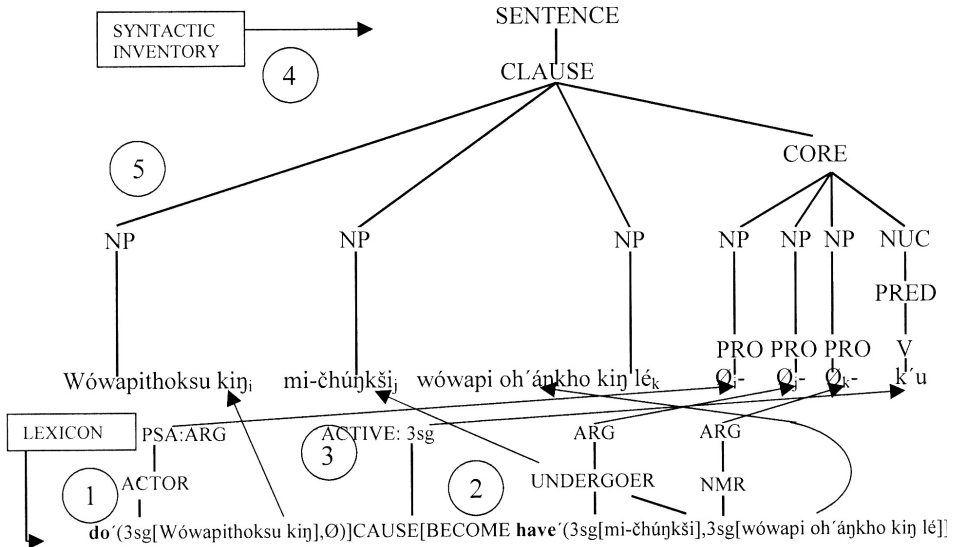 SENTENCE
SYNTACTIC
INVENTORY
4
CLAUSE
5
CORE
NP NP NP NP NP NP NUC
PRED
PRO PRO PRO V
Wówapithoksu kiŋᵢ mi-čhúŋkšiⱼ wówapi oh´áŋkho kiŋ léₖ Øᵢ- Øⱼ- Øₖ- k´u
LEXICON PSA:ARG ACTIVE: 3sg ARG ARG
3
1 ACTOR 2 UNDERGOER NMR
do´(3sg[Wówapithoksu kiŋ],Ø)]CAUSE[BECOME have´(3sg[mi-čhúŋkši],3sg[wówapi oh´áŋkho kiŋ lé]]